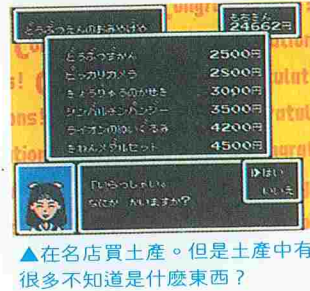 どうぶつえんのおみやげや
もちきん
24662円
どうぶつずかん 2500円
ピッカリカメラ 2800円
きょうりゅうのかせき 3000円
シンバルチンパンジー 3500円
ライオンのぬいぐるみ 4200円
きねんメダルセット 4500円
「いらっしゃい。
なにか かいますか?
はい
いいえ
▲在名店買土產。但是土產中有
很多不知道是什麼東西?